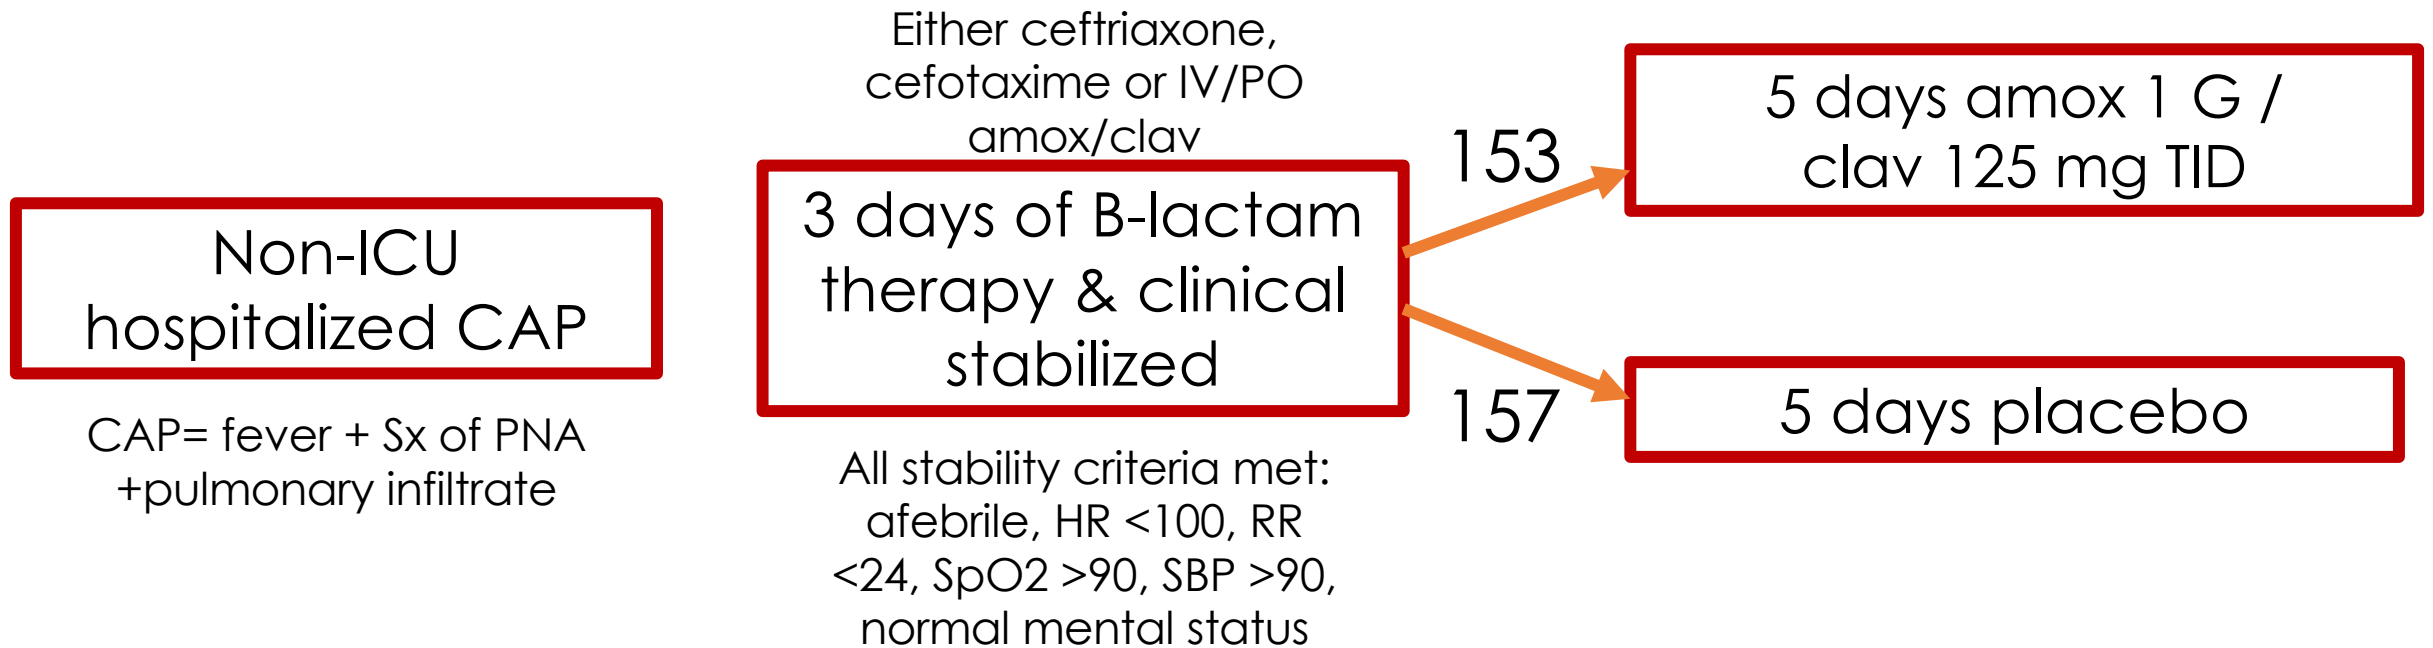 Non-ICU
hospitalized CAP
CAP= fever + Sx of PNA
+pulmonary infiltrate
Either ceftriaxone,
cefotaxime or IV/PO
amox/clav
3 days of B-lactam
therapy & clinical
stabilized
All stability criteria met:
afebrile, HR <100, RR
<24, SpO2 >90, SBP >90,
normal mental status
153
5 days amox 1 G /
clav 125 mg TID
157
5 days placebo